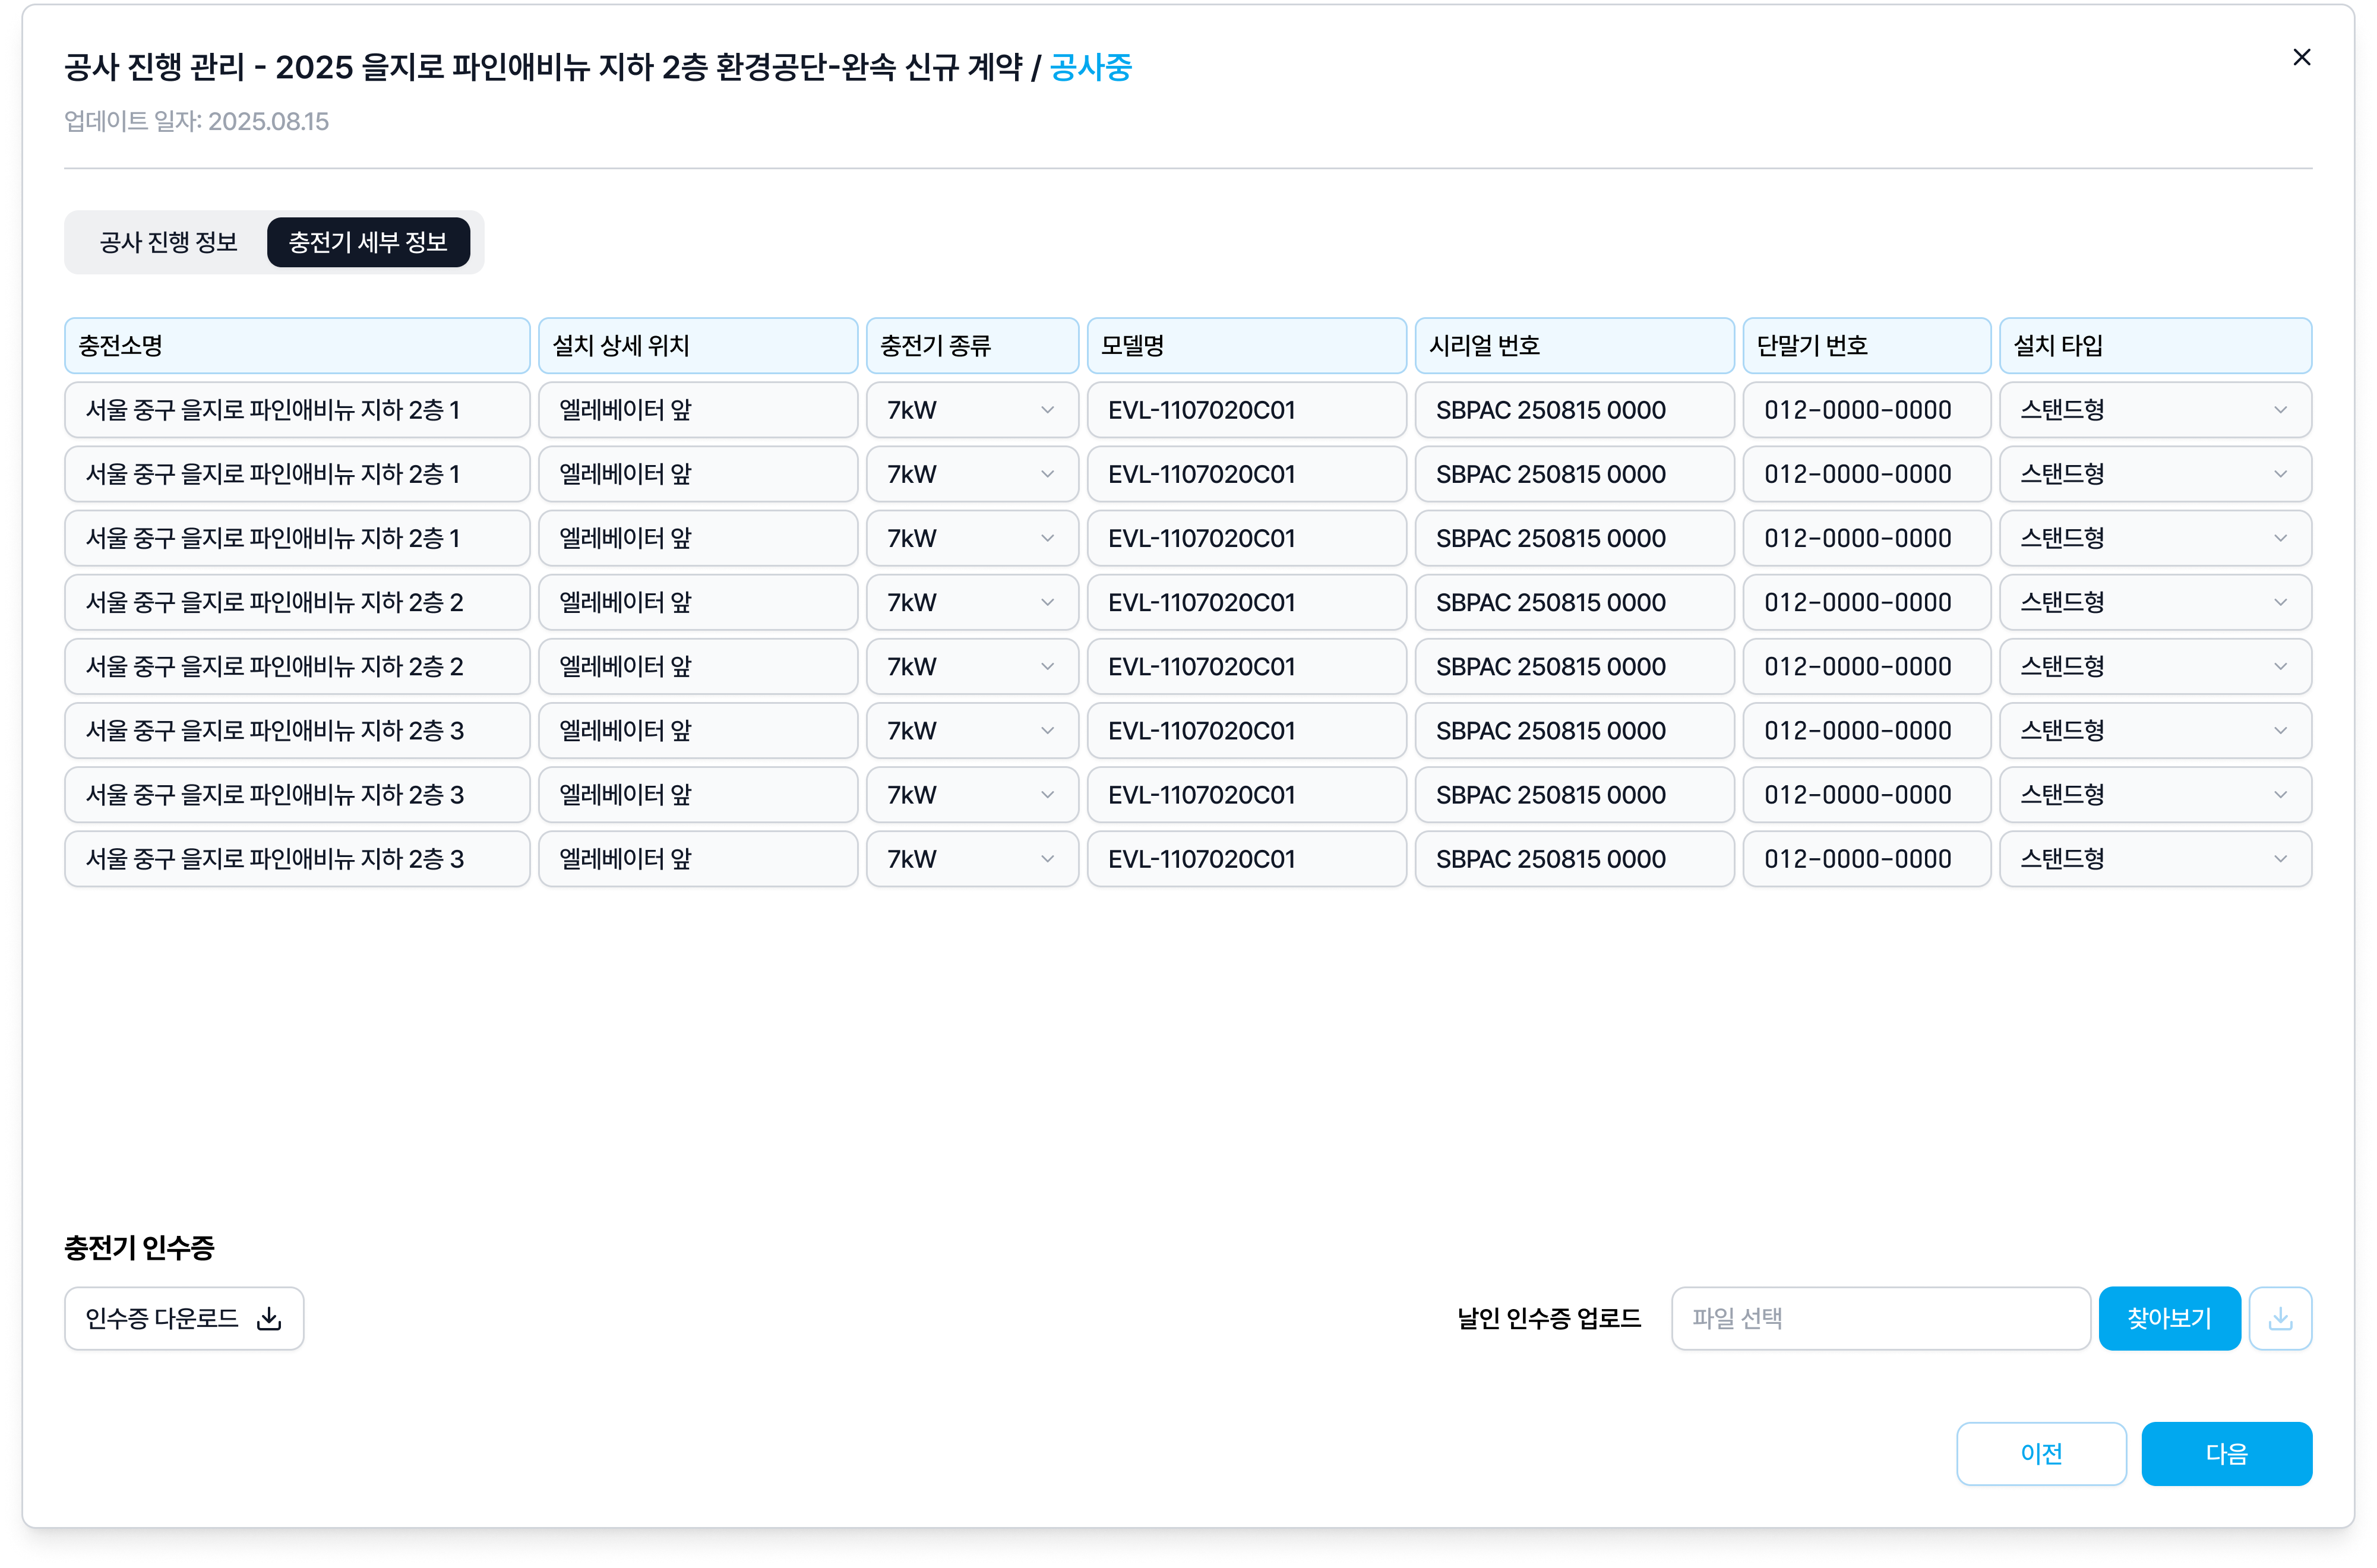 공사 진행 관리 - 2025 을지로 파인애비뉴 지하 2층 환경공단-완속 신규 계약 / 공사중
업데이트 일자: 2025.08.15
공사 진행 정보 충전기 세부 정보
충전소명 설치 상세 위치 충전기 종류 모델명 시리얼 번호 단말기 번호 설치 타입
서울 중구 을지로 파인애비뉴 지하 2층 1 엘레베이터 앞 7kW EVL-1107020C01 SBPAC 250815 0000 012-0000-0000 스탠드형
서울 중구 을지로 파인애비뉴 지하 2층 1 엘레베이터 앞 7kW EVL-1107020C01 SBPAC 250815 0000 012-0000-0000 스탠드형
서울 중구 을지로 파인애비뉴 지하 2층 1 엘레베이터 앞 7kW EVL-1107020C01 SBPAC 250815 0000 012-0000-0000 스탠드형
서울 중구 을지로 파인애비뉴 지하 2층 2 엘레베이터 앞 7kW EVL-1107020C01 SBPAC 250815 0000 012-0000-0000 스탠드형
서울 중구 을지로 파인애비뉴 지하 2층 2 엘레베이터 앞 7kW EVL-1107020C01 SBPAC 250815 0000 012-0000-0000 스탠드형
서울 중구 을지로 파인애비뉴 지하 2층 3 엘레베이터 앞 7kW EVL-1107020C01 SBPAC 250815 0000 012-0000-0000 스탠드형
서울 중구 을지로 파인애비뉴 지하 2층 3 엘레베이터 앞 7kW EVL-1107020C01 SBPAC 250815 0000 012-0000-0000 스탠드형
서울 중구 을지로 파인애비뉴 지하 2층 3 엘레베이터 앞 7kW EVL-1107020C01 SBPAC 250815 0000 012-0000-0000 스탠드형
충전기 인수증
인수증 다운로드 날인 인수증 업로드 파일 선택 찾아보기
이전 다음